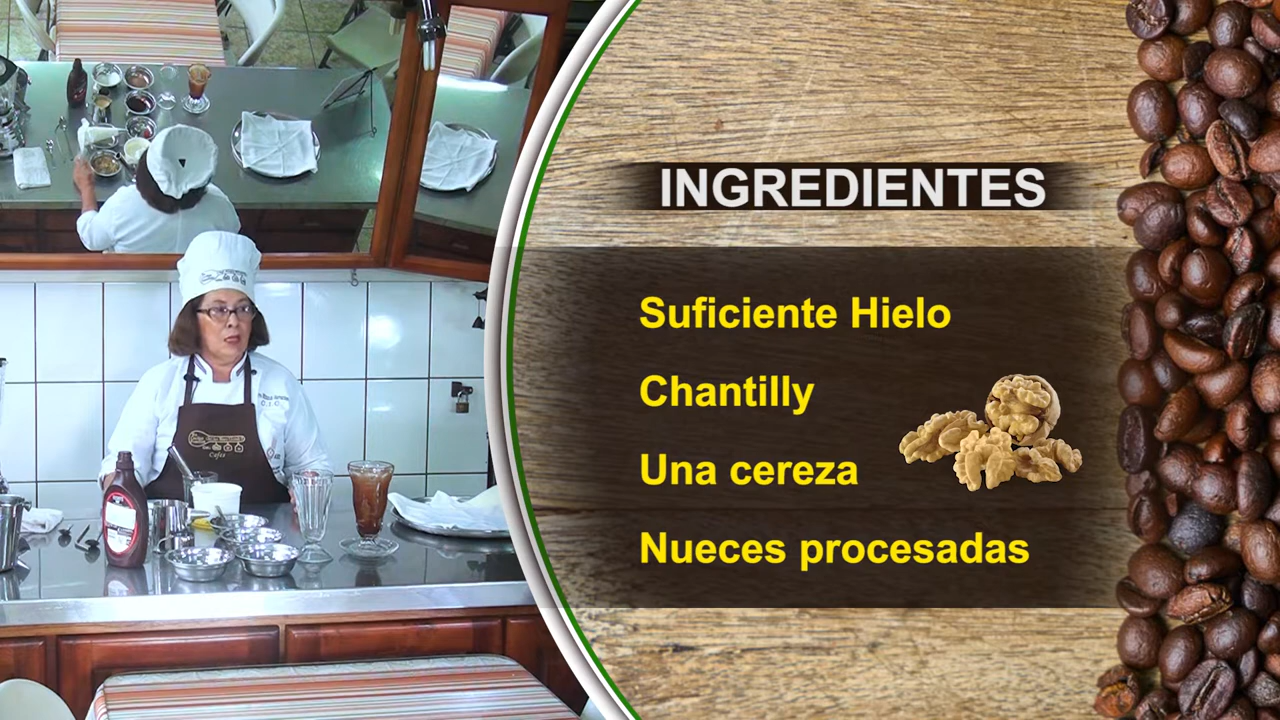 INGREDIENTES
Suficiente Hielo
Chantilly
Una cereza
Nueces procesadas